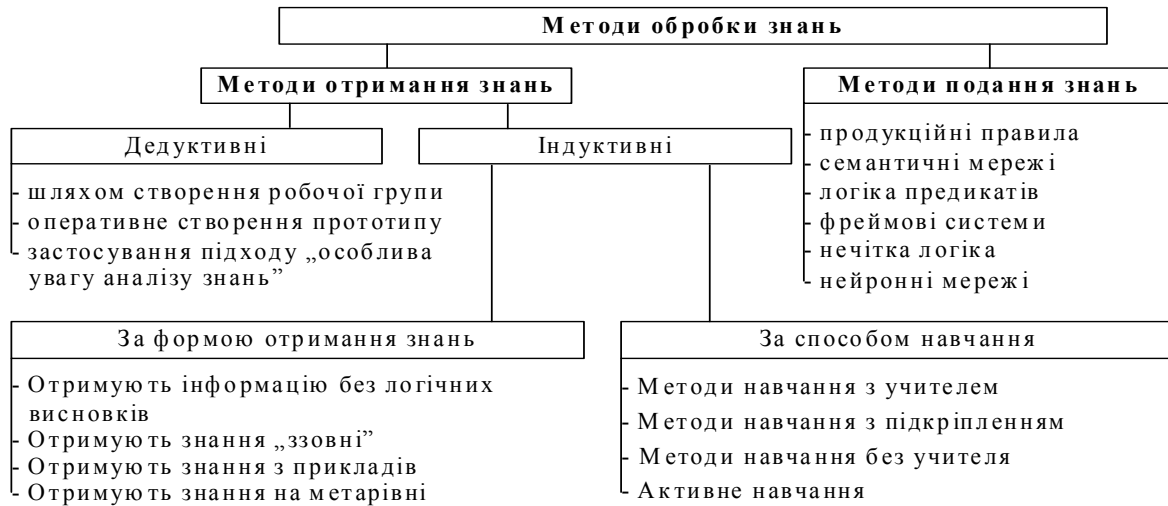 Методи обробки знань
Методи отримання знань
Методи подання знань
Дедуктивні
Індуктивні
- продукційні правила
- семантичні мережі
- логіка предикатів
- фреймові системи
- нечітка логіка
- нейронні мережі
- шляхом створення робочої групи
- оперативне створення прототипу
- застосування підходу „особлива
увагу аналізу знань”
За формою отримання знань
За способом навчання
- Отримують інформацію без логічних
висновків
- Отримують знання „ззовні”
- Отримують знання з прикладів
- Отримують знання на метарівні
- Методи навчання з учителем
- Методи навчання з підкріпленням
- Методи навчання без учителя
- Активне навчання